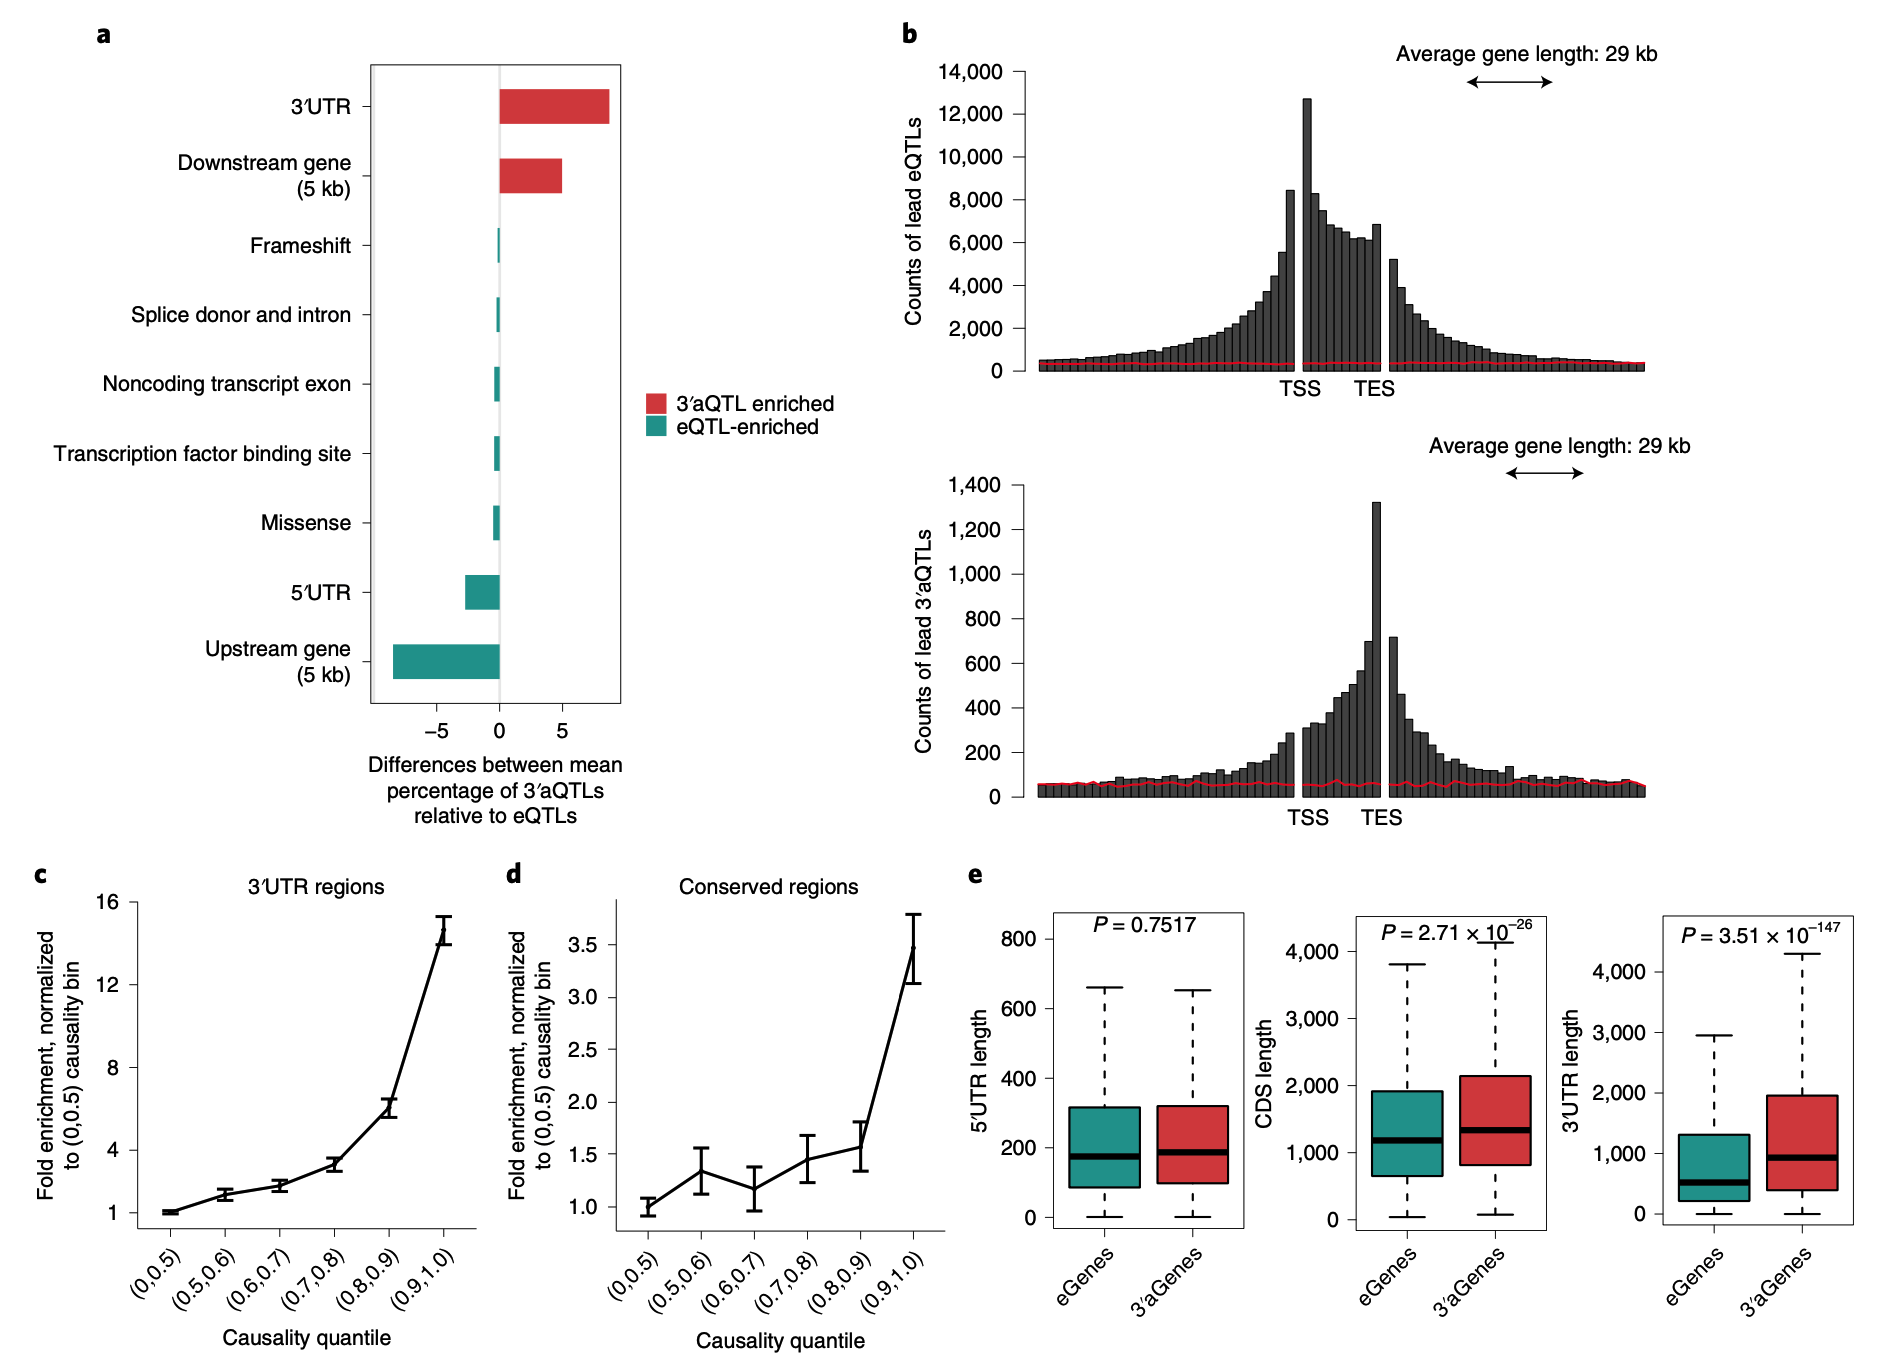 a
3′UTR
Downstream gene
(5 kb)
Frameshift
Splice donor and intron
Noncoding transcript exon
Transcription factor binding site
Missense
5′UTR
Upstream gene
(5 kb)
−5 0 5
Differences between mean
percentage of 3′aQTLs
relative to eQTLs
3′aQTL enriched
eQTL-enriched
b
Average gene length: 29 kb
Counts of lead eQTLs
14,000
12,000
10,000
8,000
6,000
4,000
2,000
0
TSS TES
Average gene length: 29 kb
Counts of lead 3′aQTLs
1,400
1,200
1,000
800
600
400
200
0
TSS TES
c
3′UTR regions
Fold enrichment, normalized
to (0,0.5) causality bin
16
12
8
4
1
(0,0.5) (0.5,0.6) (0.6,0.7) (0.7,0.8) (0.8,0.9) (0.9,1.0)
Causality quantile
d
Conserved regions
Fold enrichment, normalized
to (0,0.5) causality bin
3.5
3.0
2.5
2.0
1.5
1.0
(0,0.5) (0.5,0.6) (0.6,0.7) (0.7,0.8) (0.8,0.9) (0.9,1.0)
Causality quantile
e
P = 0.7517
5′UTR length
800
600
400
200
0
eGenes 3′aGenes
P = 2.71 × 10−26
CDS length
4,000
3,000
2,000
1,000
0
eGenes 3′aGenes
P = 3.51 × 10−147
3′UTR length
4,000
3,000
2,000
1,000
0
eGenes 3′aGenes